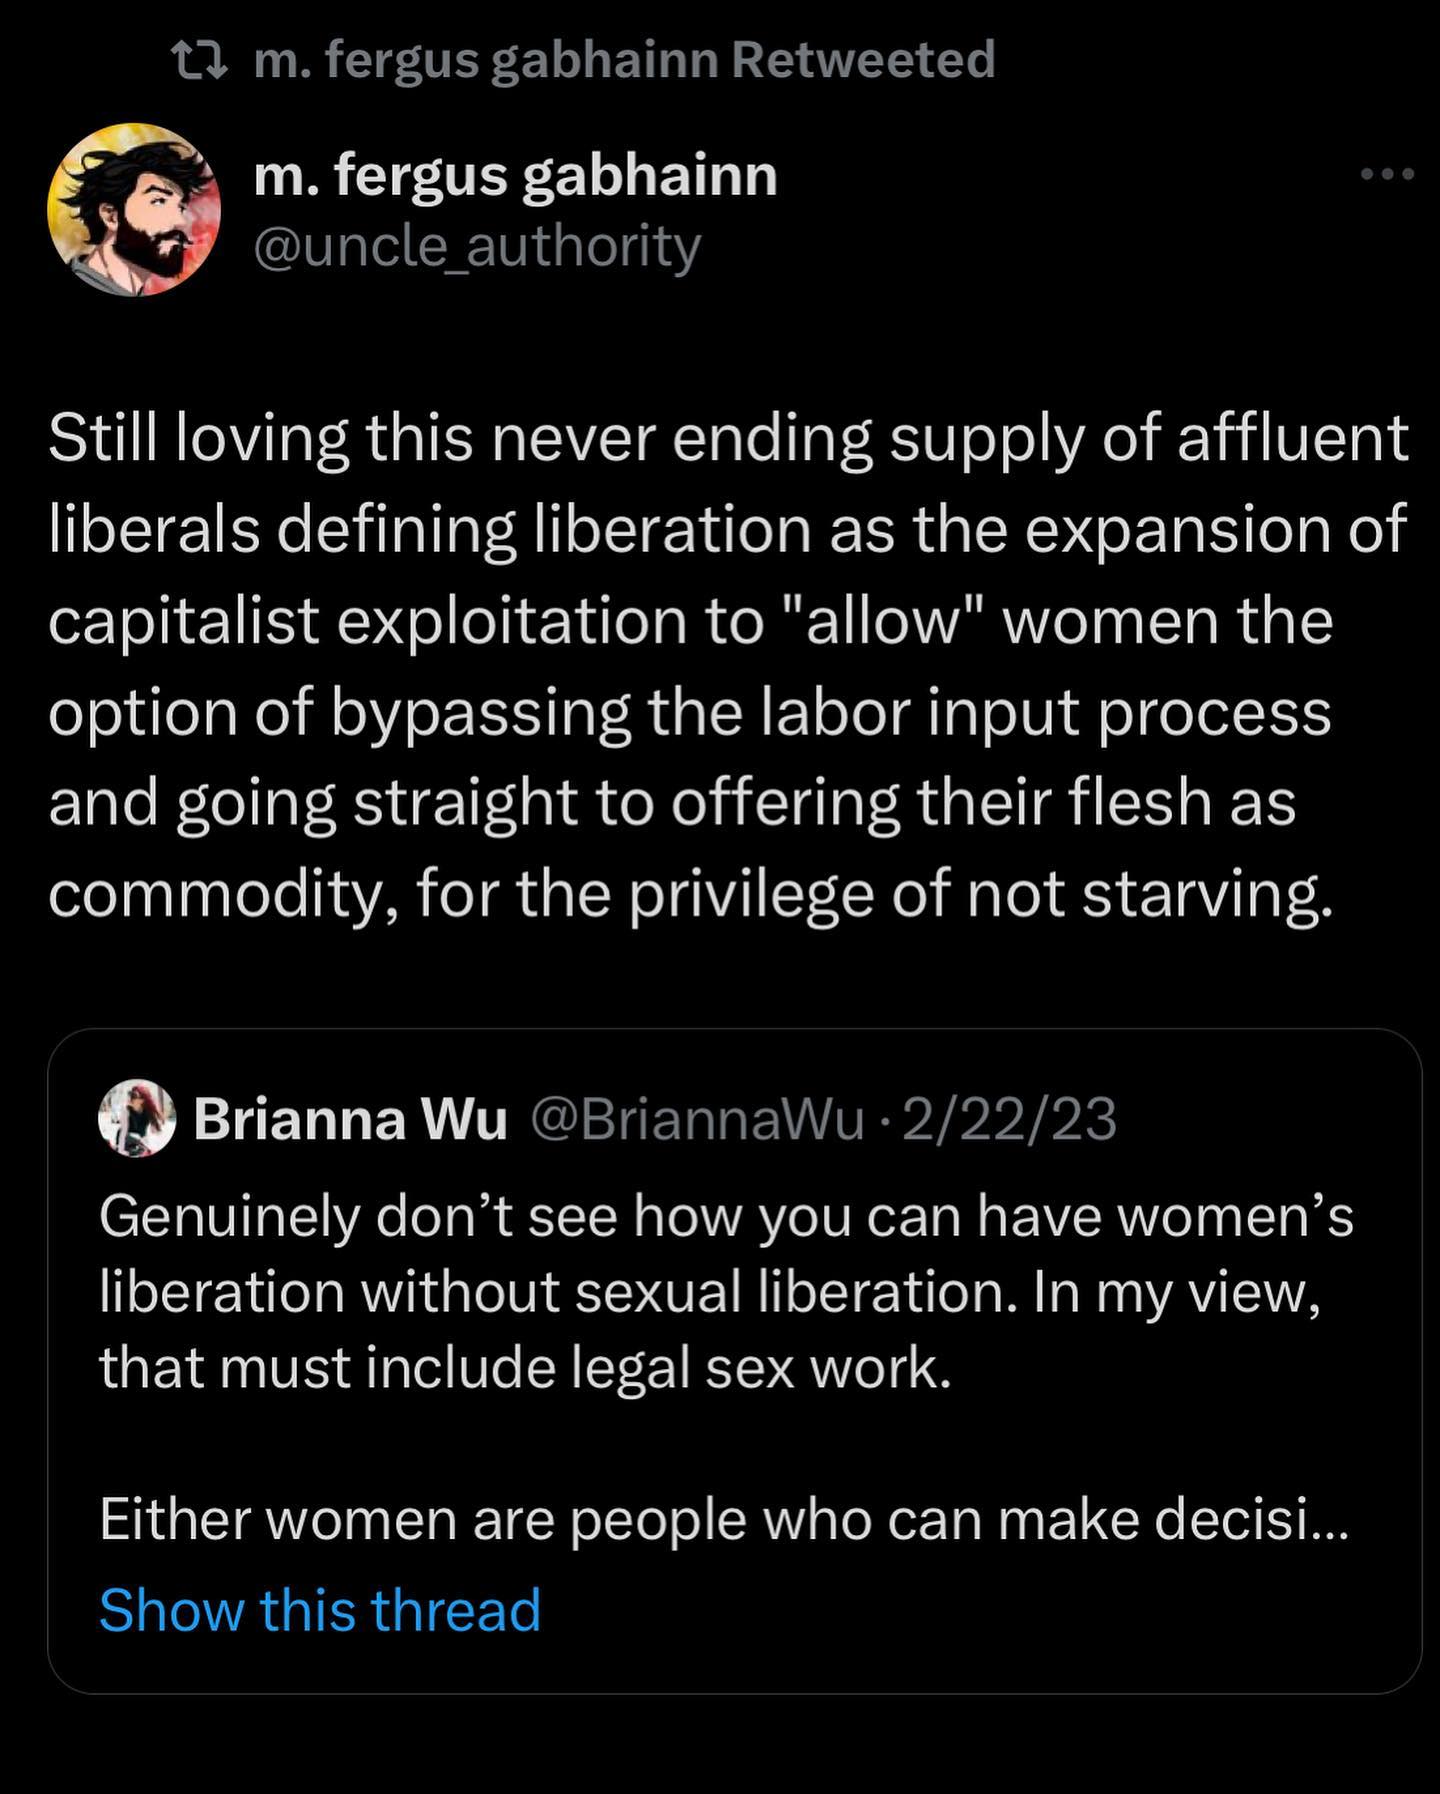 m. fergus gabhainn Retweeted
m. fergus gabhainn
@uncle_authority
Still loving this never ending supply of affluent
liberals defining liberation as the expansion of
capitalist exploitation to "allow" women the
option of bypassing the labor input process
and going straight to offering their flesh as
commodity, for the privilege of not starving.
Brianna Wu @BriannaWu · 2/22/23
Genuinely don’t see how you can have women’s
liberation without sexual liberation. In my view,
that must include legal sex work.
Either women are people who can make decisi...
Show this thread